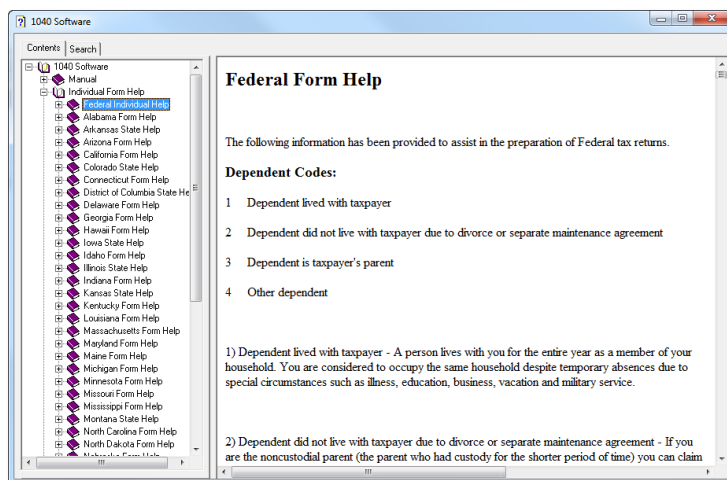 1040 Software
Contents
Search
1040 Software
Manual
Individual Form Help
Federal Individual Help
Alabama Form Help
Arkansas State Help
Arizona Form Help
California Form Help
Colorado State Help
Connecticut Form Help
District of Columbia State He
Delaware Form Help
Georgia Form Help
Hawaii Form Help
Iowa State Help
Idaho Form Help
Illinois State Help
Indiana Form Help
Kansas State Help
Kentucky Form Help
Louisiana Form Help
Massachusetts Form Help
Maryland Form Help
Maine Form Help
Michigan Form Help
Minnesota Form Help
Missouri Form Help
Mississippi Form Help
Montana State Help
North Carolina Form Help
North Dakota Form Help
Nebraska Form Help
Federal Form Help
The following information has been provided to assist in the preparation of Federal tax returns.
Dependent Codes:
1 Dependent lived with taxpayer
2 Dependent did not live with taxpayer due to divorce or separate maintenance agreement
3 Dependent is taxpayer's parent
4 Other dependent
1) Dependent lived with taxpayer - A person lives with you for the entire year as a member of your
household. You are considered to occupy the same household despite temporary absences due to
special circumstances such as illness, education, business, vacation and military service.
2) Dependent did not live with taxpayer due to divorce or separate maintenance agreement - If you
are the noncustodial parent (the parent who had custody for the shorter period of time) you can claim